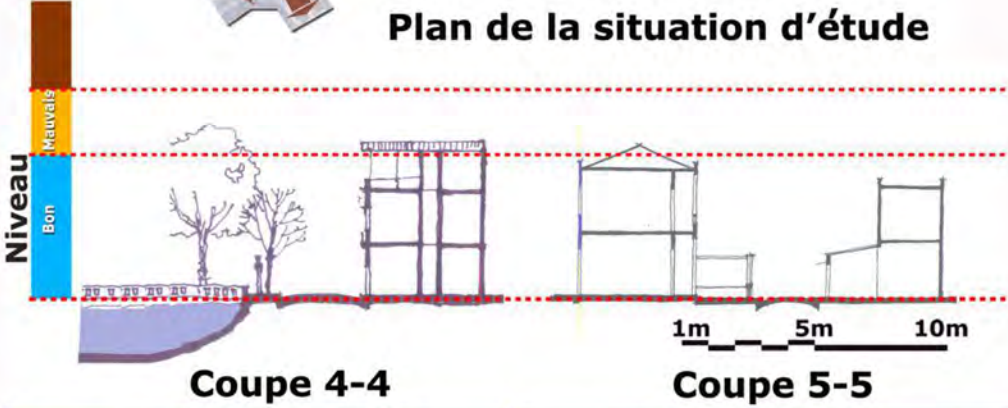 Plan de la situation d'étude
Niveau
Mauvais
Bon
1m 5m 10m
Coupe 4-4 Coupe 5-5